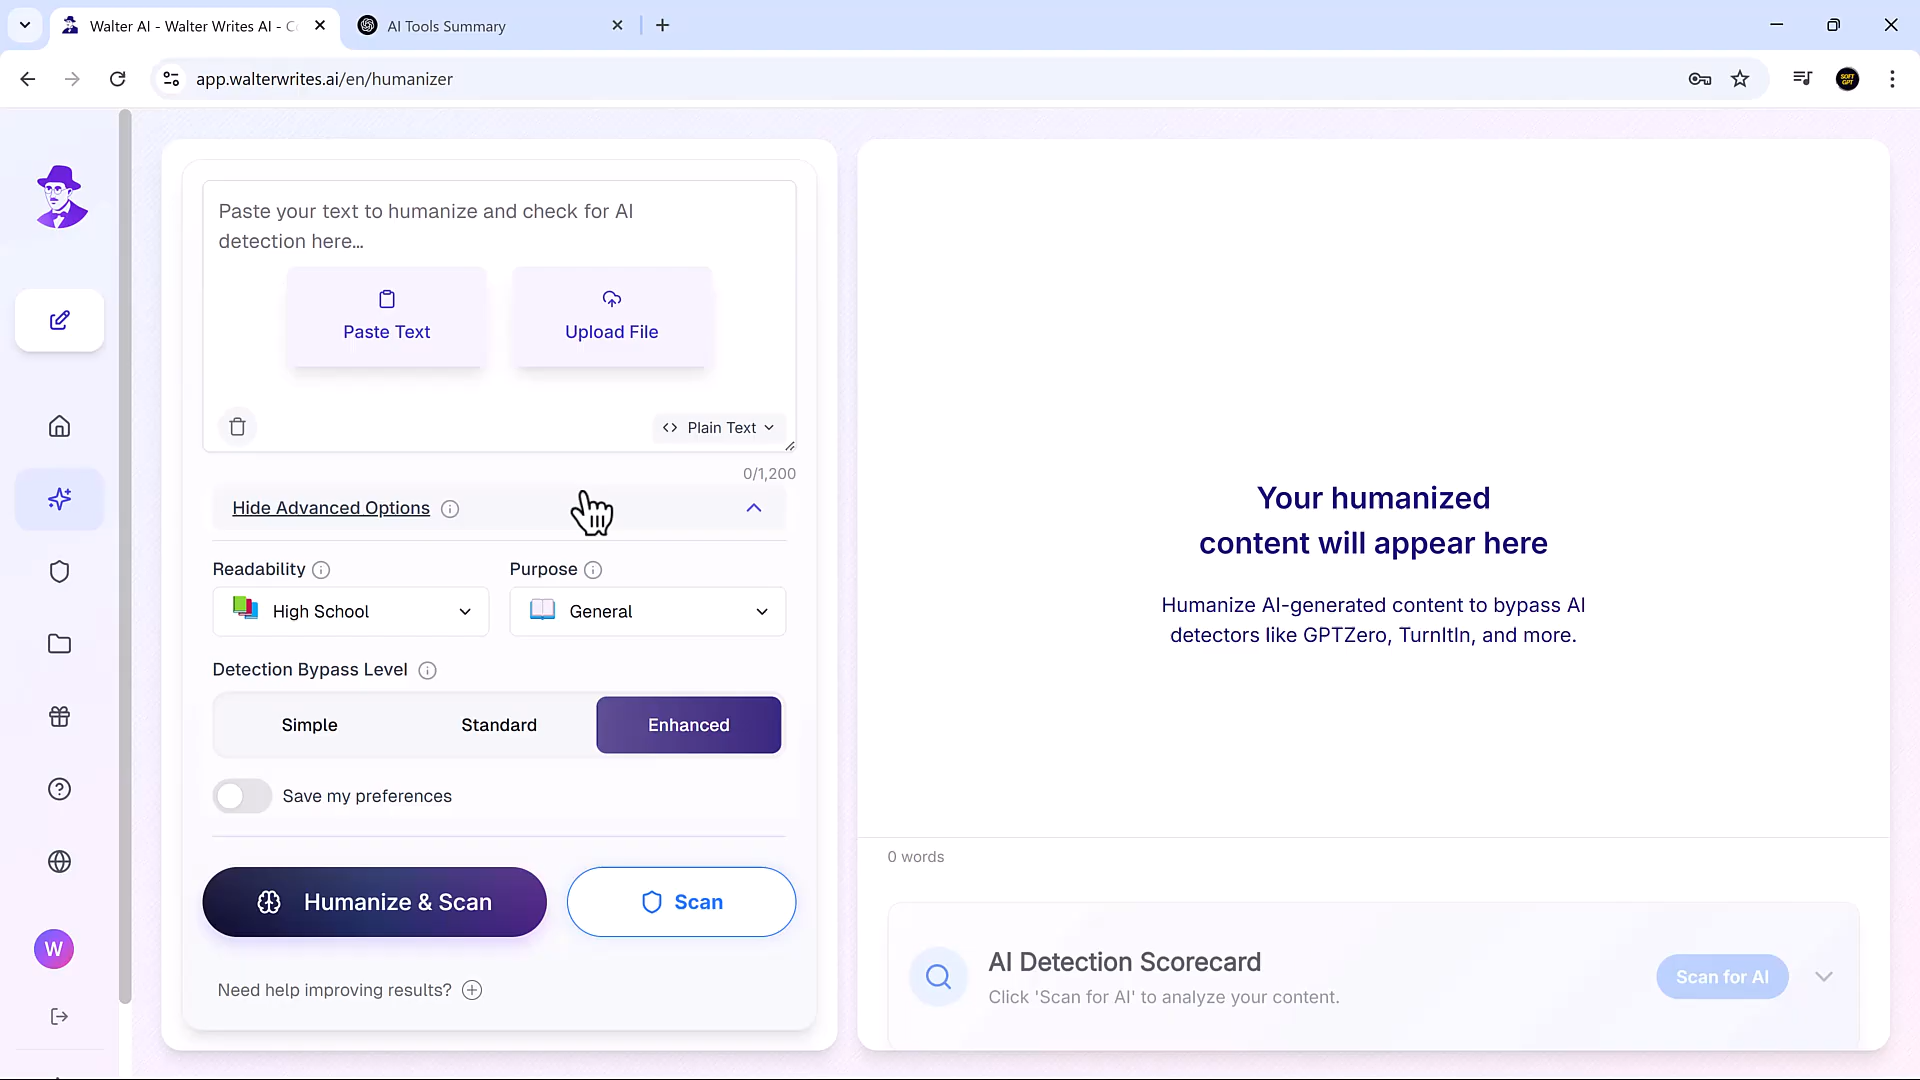 Walter AI - Walter Writes AI - C
AI Tools Summary
app.walterwrites.ai/en/humanizer
SOFT
GPT
Paste your text to humanize and check for AI
detection here...
Paste Text
Upload File
<> Plain Text
0/1,200
Hide Advanced Options
Readability
Purpose
High School
General
Detection Bypass Level
Simple
Standard
Enhanced
Save my preferences
Humanize & Scan
Scan
Need help improving results?
W
Your humanized
content will appear here
Humanize AI-generated content to bypass AI
detectors like GPTZero, TurnItIn, and more.
0 words
AI Detection Scorecard
Click 'Scan for AI' to analyze your content.
Scan for AI